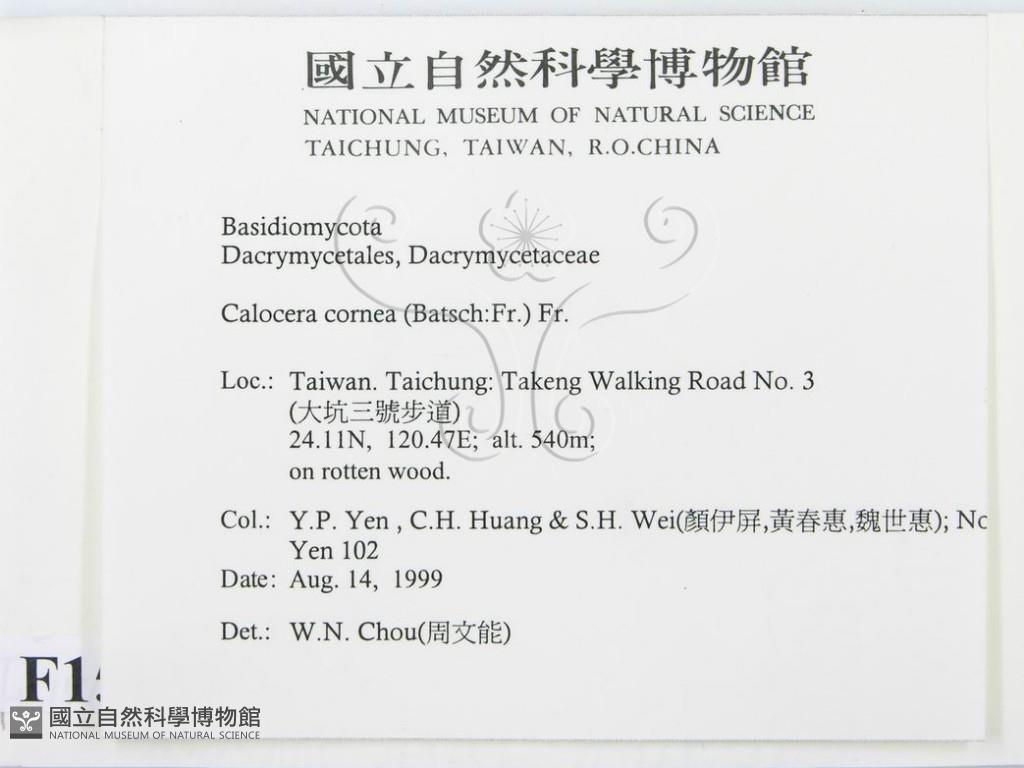 國立自然科學博物館
NATIONAL MUSEUM OF NATURAL SCIENCE
TAICHUNG, TAIWAN, R.O.CHINA
Basidiomycota
Dacrymycetales, Dacrymycetaceae
Calocera cornea (Batsch:Fr.) Fr.
Loc.: Taiwan. Taichung: Takeng Walking Road No. 3
(大坑三號步道)
24.11N, 120.47E; alt. 540m;
on rotten wood.
Col.: Y.P. Yen , C.H. Huang & S.H. Wei(顏伊屏,黃春惠,魏世惠);
Yen 102
Date: Aug. 14, 1999
Det.: W.N. Chou(周文能)
國立自然科學博物館
NATIONAL MUSEUM OF NATURAL SCIENCE